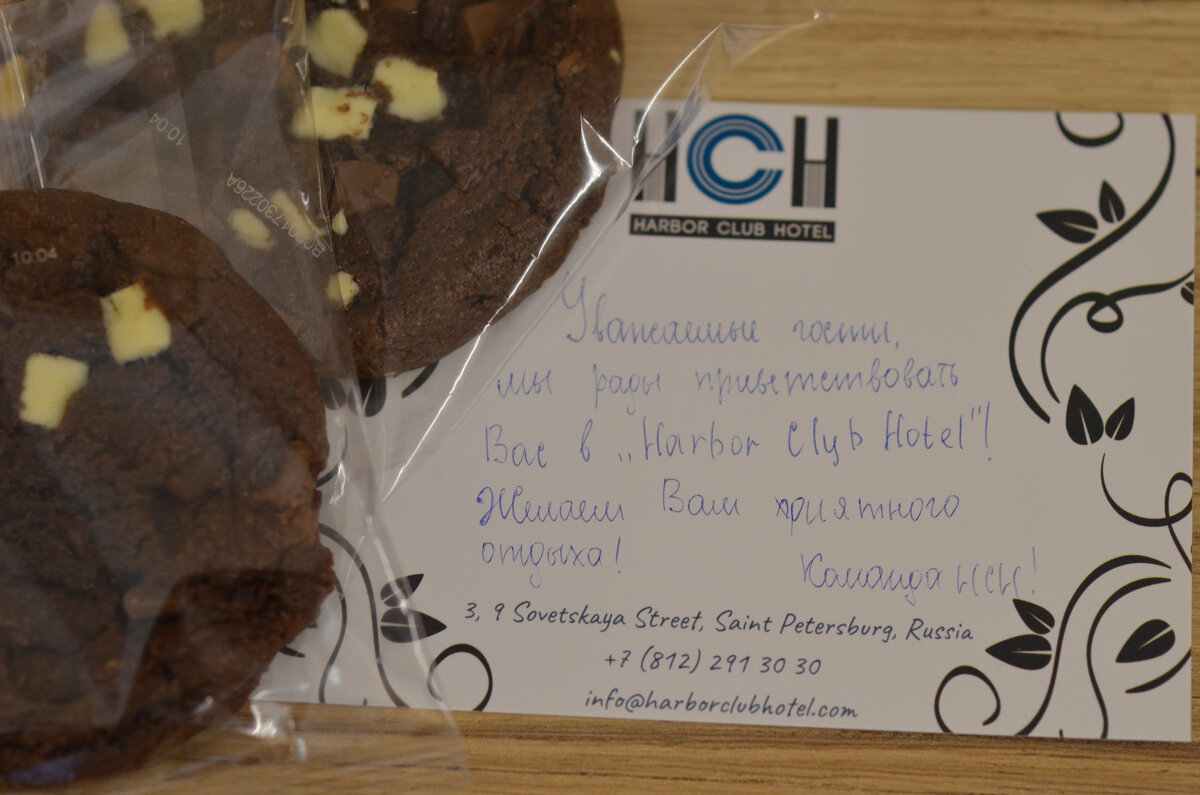 10.04
B0091730226A
10:04
HCH
HARBOR CLUB HOTEL
Уважаемые гости,
мы рады приветствовать
Вас в „Harbor Club Hotel"!
Желаем Вам приятного
отдыха!
Команда HCH!
3, 9 Sovetskaya Street, Saint Petersburg, Russia
+7 (812) 291 30 30
info@harborclubhotel.com